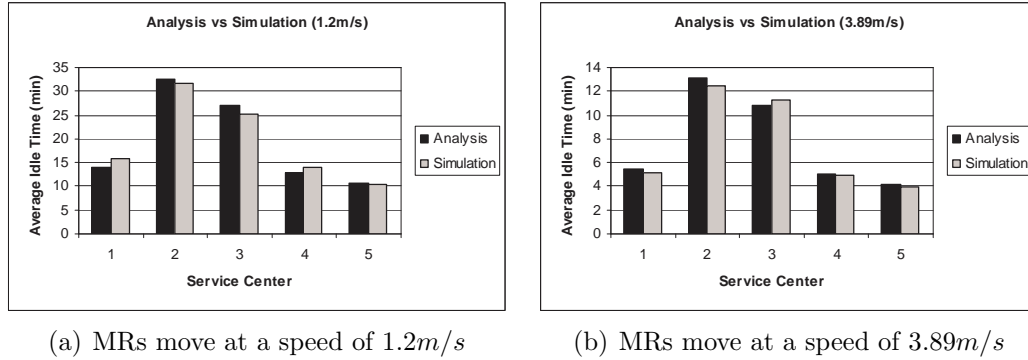 Analysis vs Simulation (1.2m/s)
Average Idle Time (min)
35
30
25
20
15
10
5
0
1 2 3 4 5
Service Center
Analysis
Simulation
(a) MRs move at a speed of 1.2m/s
Analysis vs Simulation (3.89m/s)
Average Idle Time (min)
14
12
10
8
6
4
2
0
1 2 3 4 5
Service Center
Analysis
Simulation
(b) MRs move at a speed of 3.89m/s